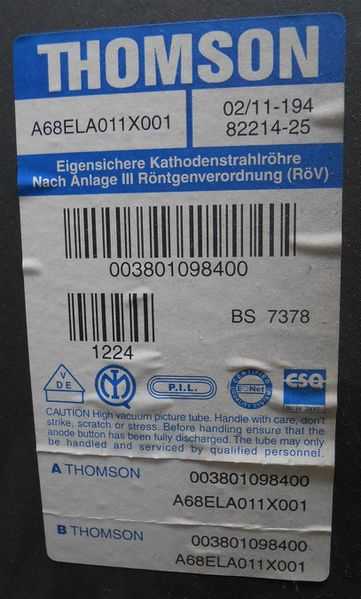 THOMSON
A68ELA011X001
02/11-194
82214-25
Eigensichere Kathodenstrahlröhre
Nach Anlage III Röntgenverordnung (RöV)
003801098400
1224
BS 7378
VDE
P.I.L.
CSQ
CAUTION High vacuum picture tube. Handle with care, don't
strike, scratch or stress. Before handling ensure that the
anode button has been fully discharged. The tube may only
be handled and serviced by qualified personnel.
A THOMSON
003801098400
A68ELA011X001
B THOMSON
003801098400
A68ELA011X001